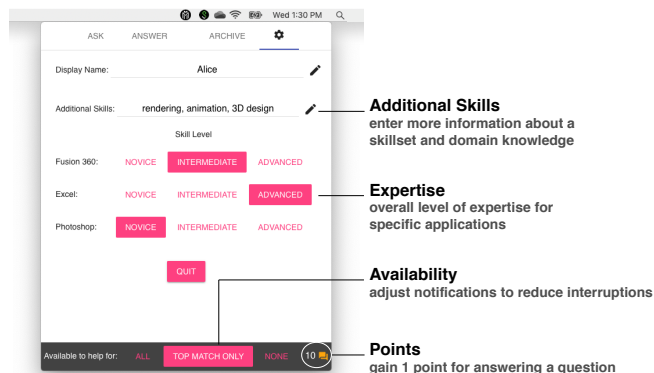 Wed 1:30 PM
ASK ANSWER ARCHIVE
Display Name: Alice
Additional Skills: rendering, animation, 3D design
Skill Level
Fusion 360: NOVICE INTERMEDIATE ADVANCED
Excel: NOVICE INTERMEDIATE ADVANCED
Photoshop: NOVICE INTERMEDIATE ADVANCED
QUIT
Available to help for: ALL TOP MATCH ONLY NONE 10
Additional Skills
enter more information about a
skillset and domain knowledge
Expertise
overall level of expertise for
specific applications
Availability
adjust notifications to reduce interruptions
Points
gain 1 point for answering a question